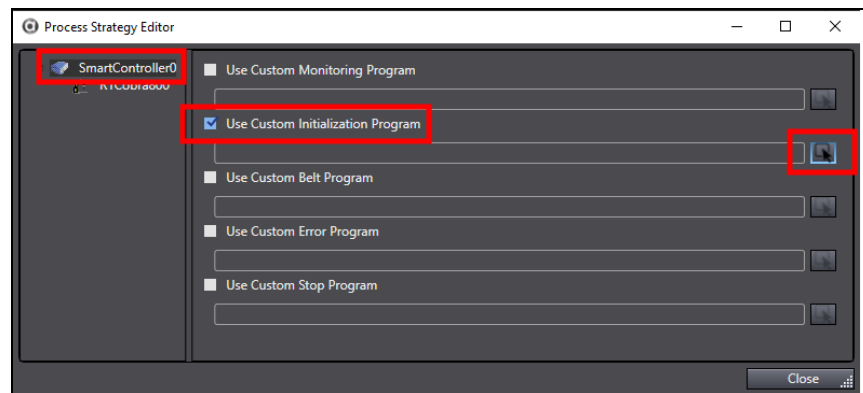 Process Strategy Editor
SmartController0
R1Cobra800
Use Custom Monitoring Program
Use Custom Initialization Program
Use Custom Belt Program
Use Custom Error Program
Use Custom Stop Program
Close